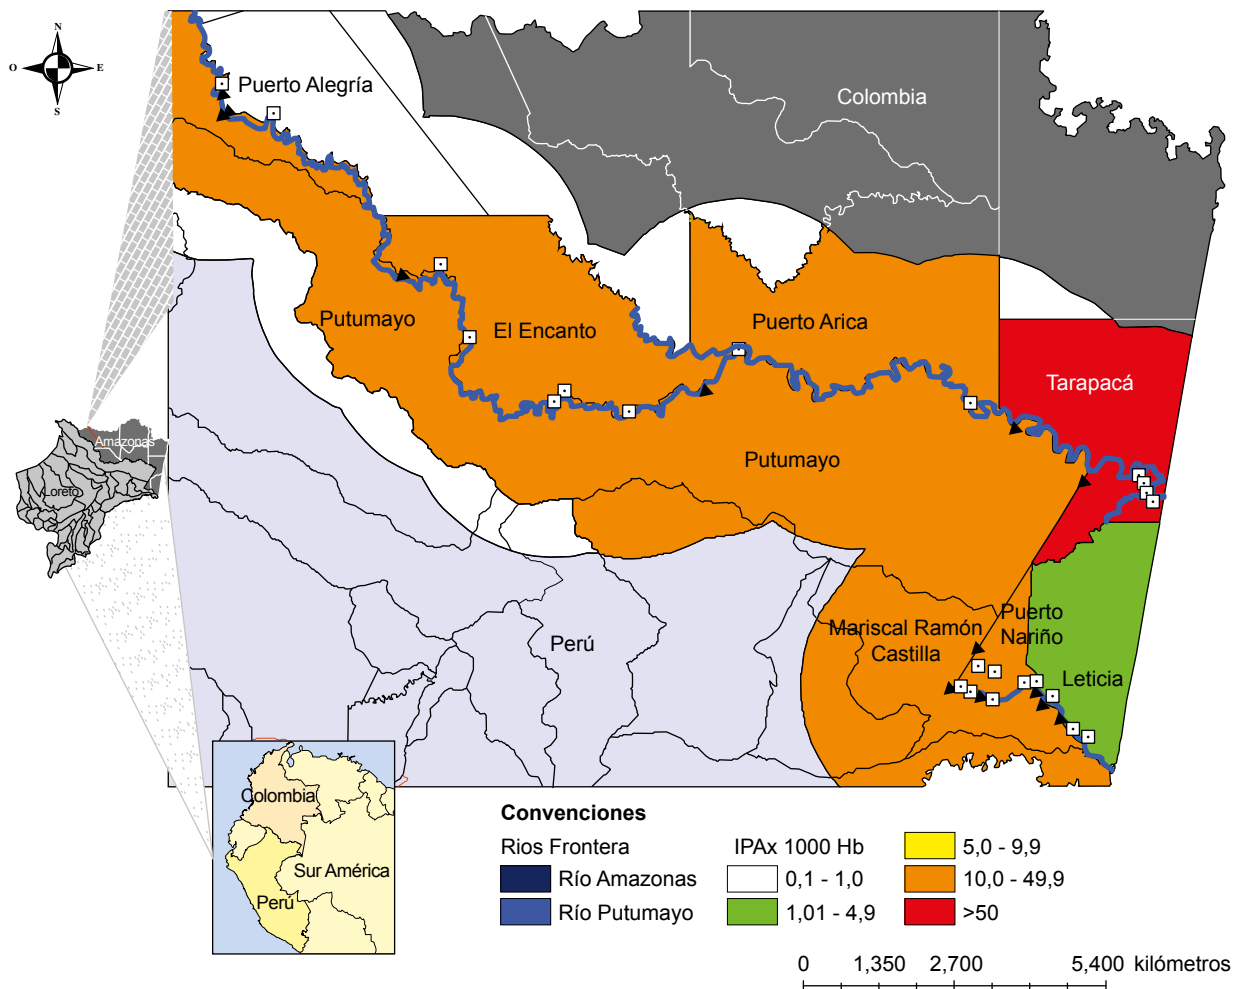 N
O
E
S
Puerto Alegría
Colombia
Putumayo
El Encanto
Puerto Arica
Tarapacá
Amazonas
Loreto
Putumayo
Puerto
Nariño
Mariscal Ramón
Castilla
Perú
Leticia
Colombia
Sur América
Perú
Convenciones
Rios Frontera
Río Amazonas
Río Putumayo
IPAx 1000 Hb
0,1 - 1,0
1,01 - 4,9
5,0 - 9,9
10,0 - 49,9
>50
0 1,350 2,700 5,400 kilómetros